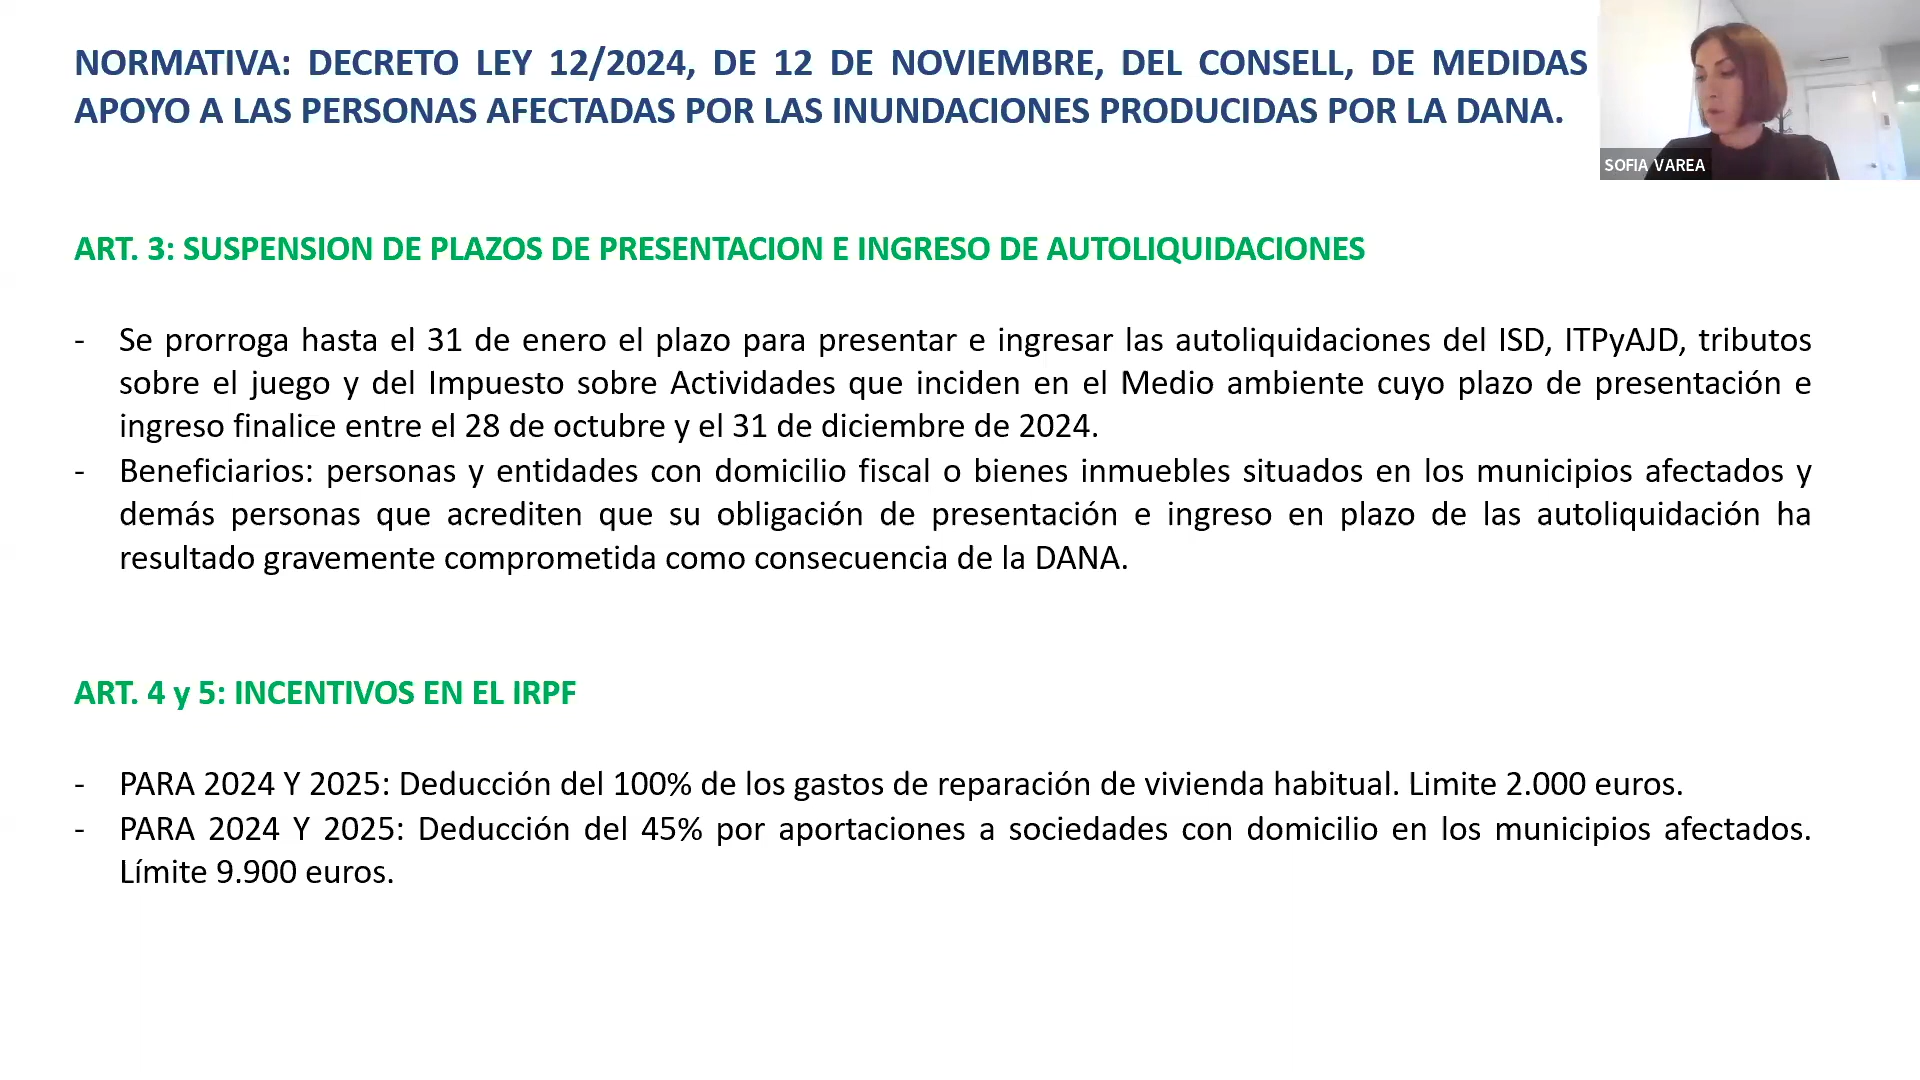 NORMATIVA: DECRETO LEY 12/2024, DE 12 DE NOVIEMBRE, DEL CONSELL, DE MEDIDAS
APOYO A LAS PERSONAS AFECTADAS POR LAS INUNDACIONES PRODUCIDAS POR LA DANA.
SOFIA VAREA
ART. 3: SUSPENSION DE PLAZOS DE PRESENTACION E INGRESO DE AUTOLIQUIDACIONES
- Se prorroga hasta el 31 de enero el plazo para presentar e ingresar las autoliquidaciones del ISD, ITPyAJD, tributos
sobre el juego y del Impuesto sobre Actividades que inciden en el Medio ambiente cuyo plazo de presentación e
ingreso finalice entre el 28 de octubre y el 31 de diciembre de 2024.
- Beneficiarios: personas y entidades con domicilio fiscal o bienes inmuebles situados en los municipios afectados y
demás personas que acrediten que su obligación de presentación e ingreso en plazo de las autoliquidación ha
resultado gravemente comprometida como consecuencia de la DANA.
ART. 4 y 5: INCENTIVOS EN EL IRPF
- PARA 2024 Y 2025: Deducción del 100% de los gastos de reparación de vivienda habitual. Limite 2.000 euros.
- PARA 2024 Y 2025: Deducción del 45% por aportaciones a sociedades con domicilio en los municipios afectados.
Límite 9.900 euros.